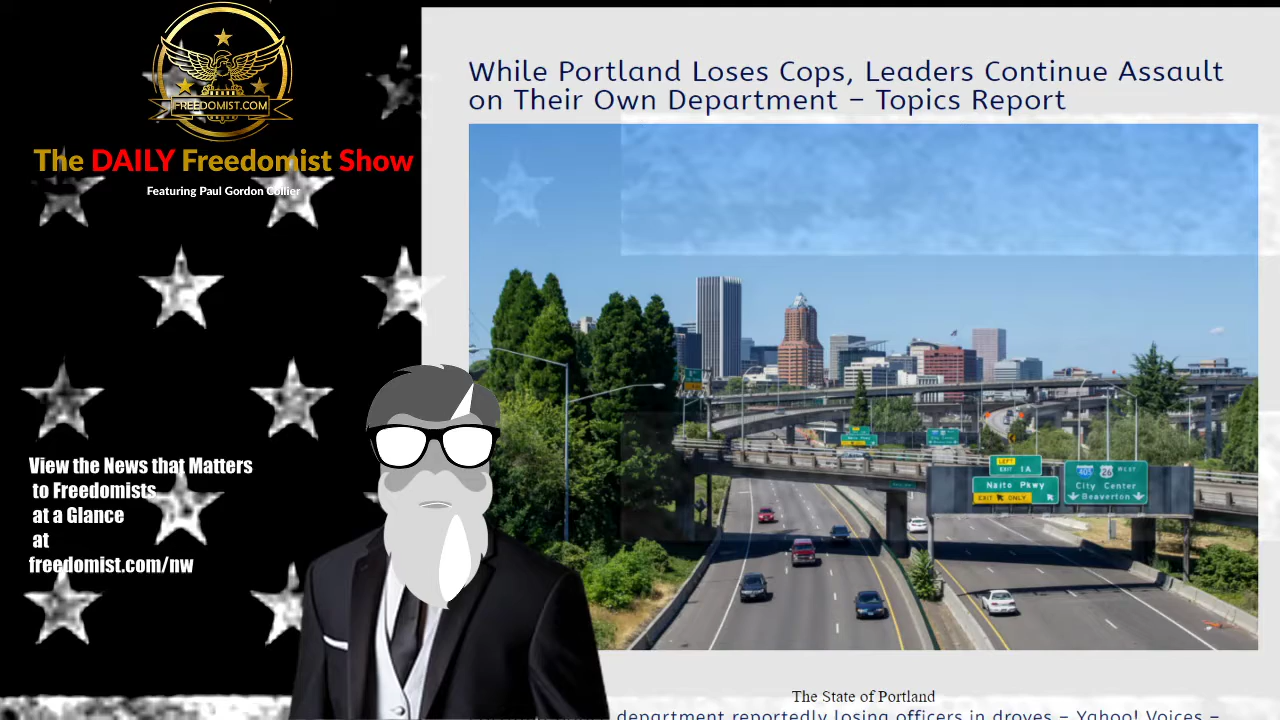 FREEDOMIST.COM
The DAILY Freedomist Show
Featuring Paul Gordon Collier
View the News that Matters
to Freedomists
at a Glance
at
freedomist.com/nw
While Portland Loses Cops, Leaders Continue Assault
on Their Own Department – Topics Report
LEFT
EXIT 1A
Naito Pkwy
EXIT ONLY
405 26 WEST
City Center
Beaverton
The State of Portland
department reportedly losing officers in droves – Yahoo! Voices –